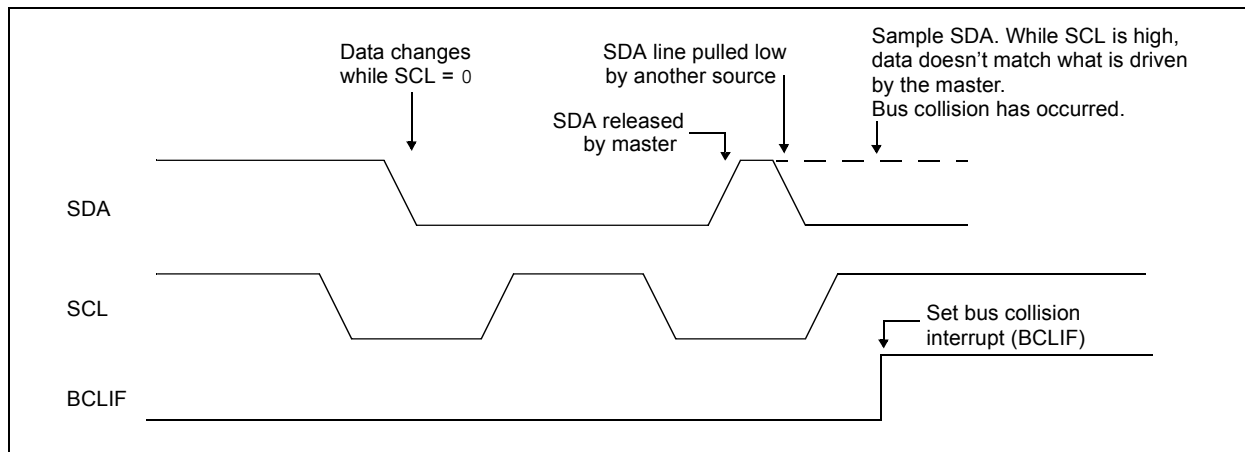 Data changes
while SCL = 0
SDA line pulled low
by another source
Sample SDA. While SCL is high,
data doesn't match what is driven
by the master.
Bus collision has occurred.
SDA released
by master
SDA
SCL
Set bus collision
interrupt (BCLIF)
BCLIF